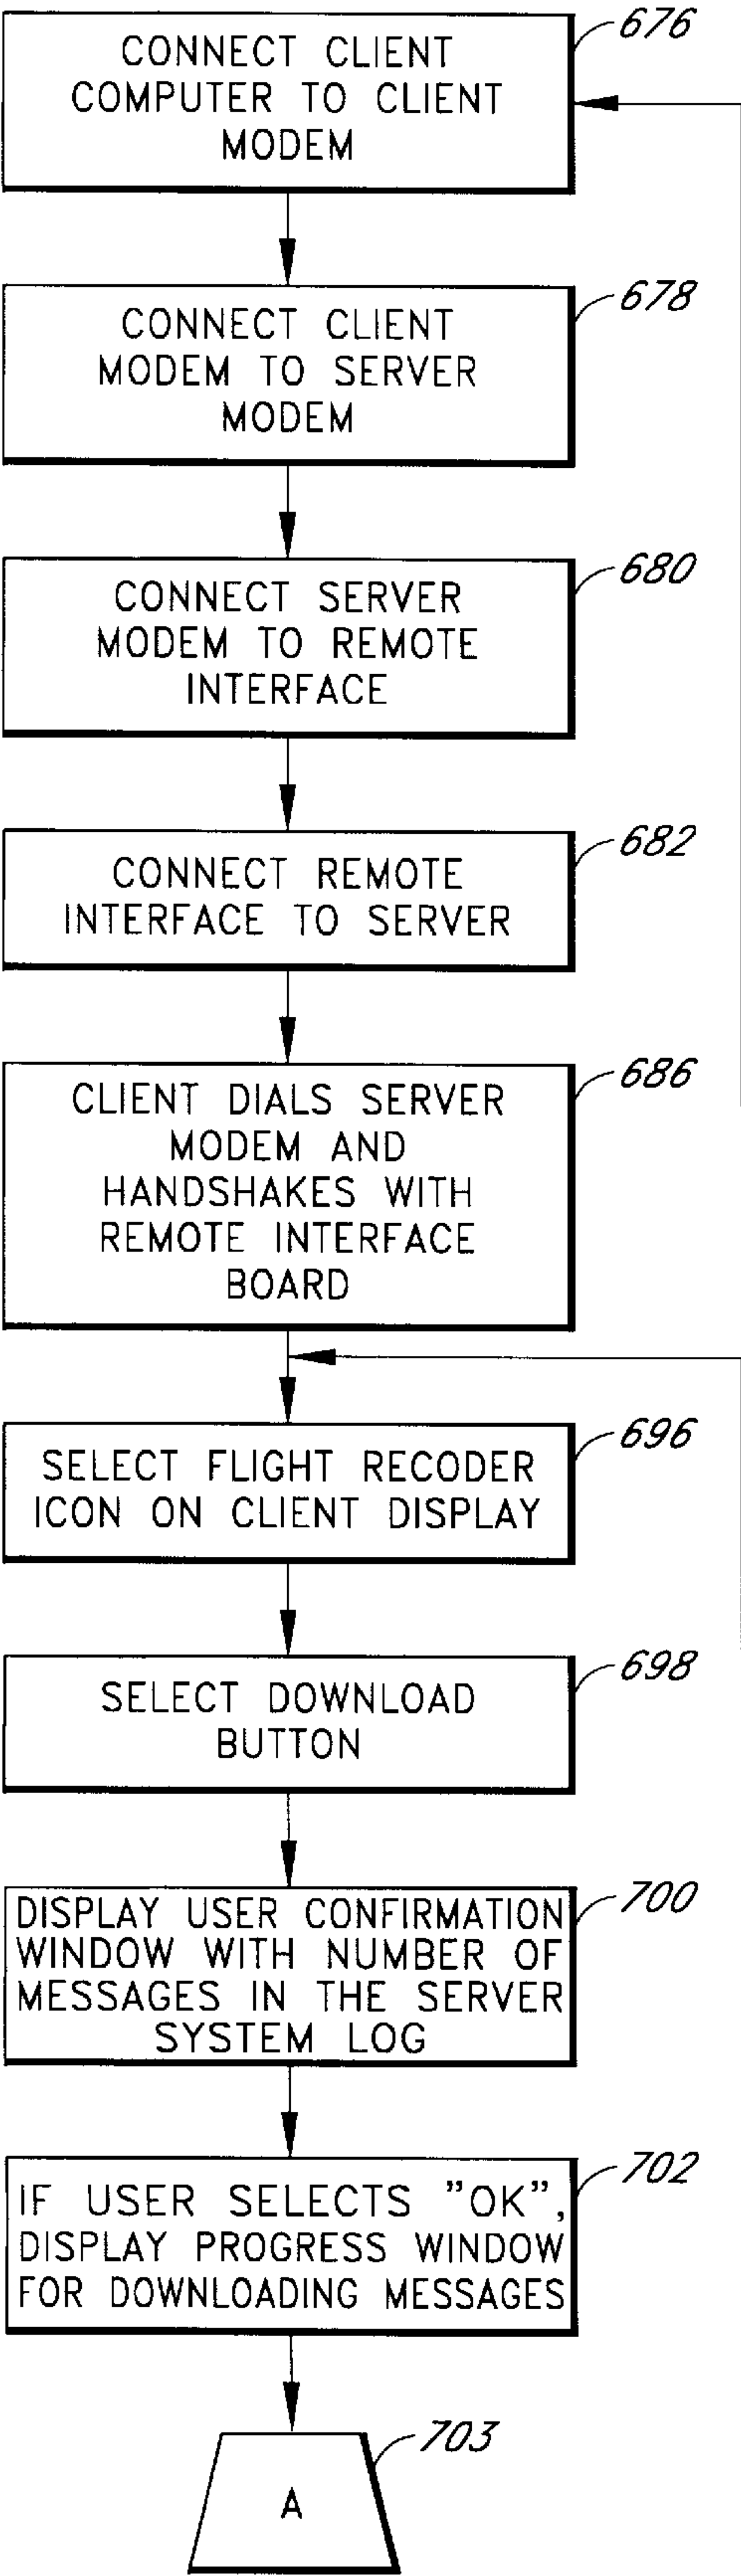 676
CONNECT CLIENT
COMPUTER TO CLIENT
MODEM
678
CONNECT CLIENT
MODEM TO SERVER
MODEM
680
CONNECT SERVER
MODEM TO REMOTE
INTERFACE
682
CONNECT REMOTE
INTERFACE TO SERVER
686
CLIENT DIALS SERVER
MODEM AND
HANDSHAKES WITH
REMOTE INTERFACE
BOARD
696
SELECT FLIGHT RECODER
ICON ON CLIENT DISPLAY
698
SELECT DOWNLOAD
BUTTON
700
DISPLAY USER CONFIRMATION
WINDOW WITH NUMBER OF
MESSAGES IN THE SERVER
SYSTEM LOG
702
IF USER SELECTS "OK",
DISPLAY PROGRESS WINDOW
FOR DOWNLOADING MESSAGES
703
A